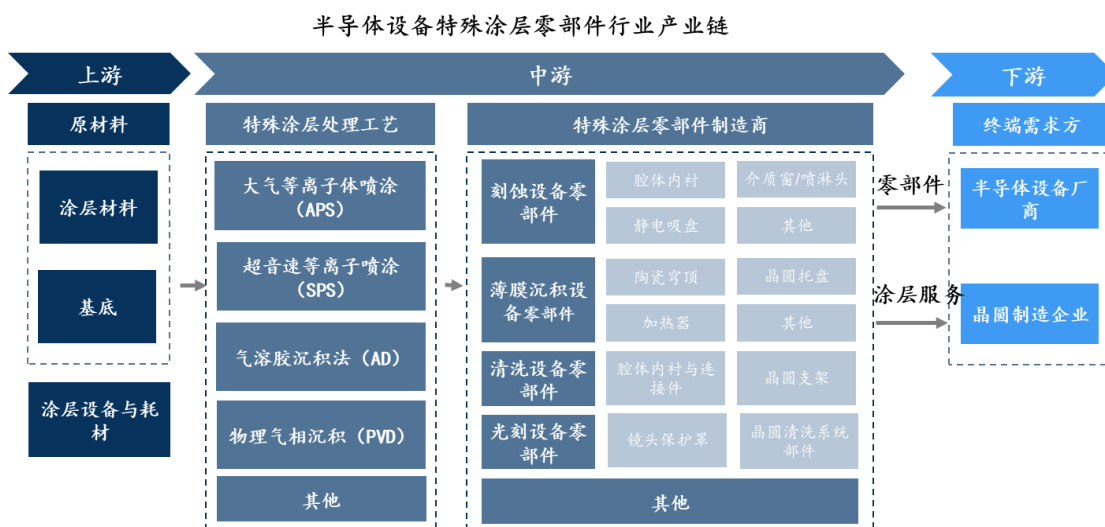 半导体设备特殊涂层零部件行业产业链
上游
中游
下游
原材料
特殊涂层处理工艺
特殊涂层零部件制造商
终端需求方
涂层材料
基底
涂层设备与耗
材
大气等离子体喷涂
（APS）
超音速等离子喷涂
（SPS）
气溶胶沉积法（AD）
物理气相沉积（PVD）
其他
刻蚀设备零
部件
腔体内衬
介质窗/喷淋头
静电吸盘
其他
薄膜沉积设
备零部件
陶瓷穹顶
晶圆托盘
加热器
其他
清洗设备零
部件
腔体内衬与连
接件
晶圆支架
光刻设备零
部件
镜头保护罩
晶圆清洗系统
部件
其他
零部件
涂层服务
半导体设备厂
商
晶圆制造企业